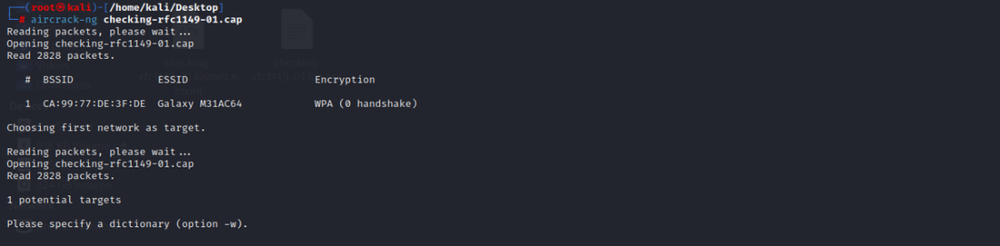 ┌──(root㉿kali)-[/home/kali/Desktop]
└─# aircrack-ng checking-rfc1149-01.cap
Reading packets, please wait...
Opening checking-rfc1149-01.cap
Read 2828 packets.
# BSSID ESSID Encryption
1 CA:99:77:DE:3F:DE Galaxy M31AC64 WPA (0 handshake)
Choosing first network as target.
Reading packets, please wait...
Opening checking-rfc1149-01.cap
Read 2828 packets.
1 potential targets
Please specify a dictionary (option -w).